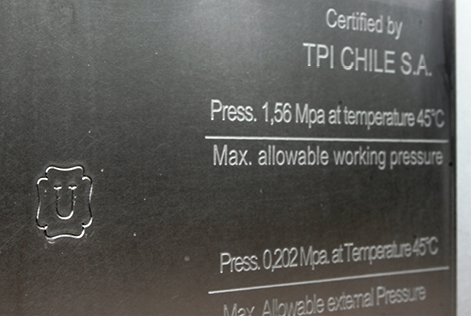 Certified by
TPI CHILE S.A.
Press. 1,56 Mpa at temperature 45°C
Max. allowable working pressure
U
Press. 0,202 Mpa. at Temperature 45°C
Max. Allowable external Pressure